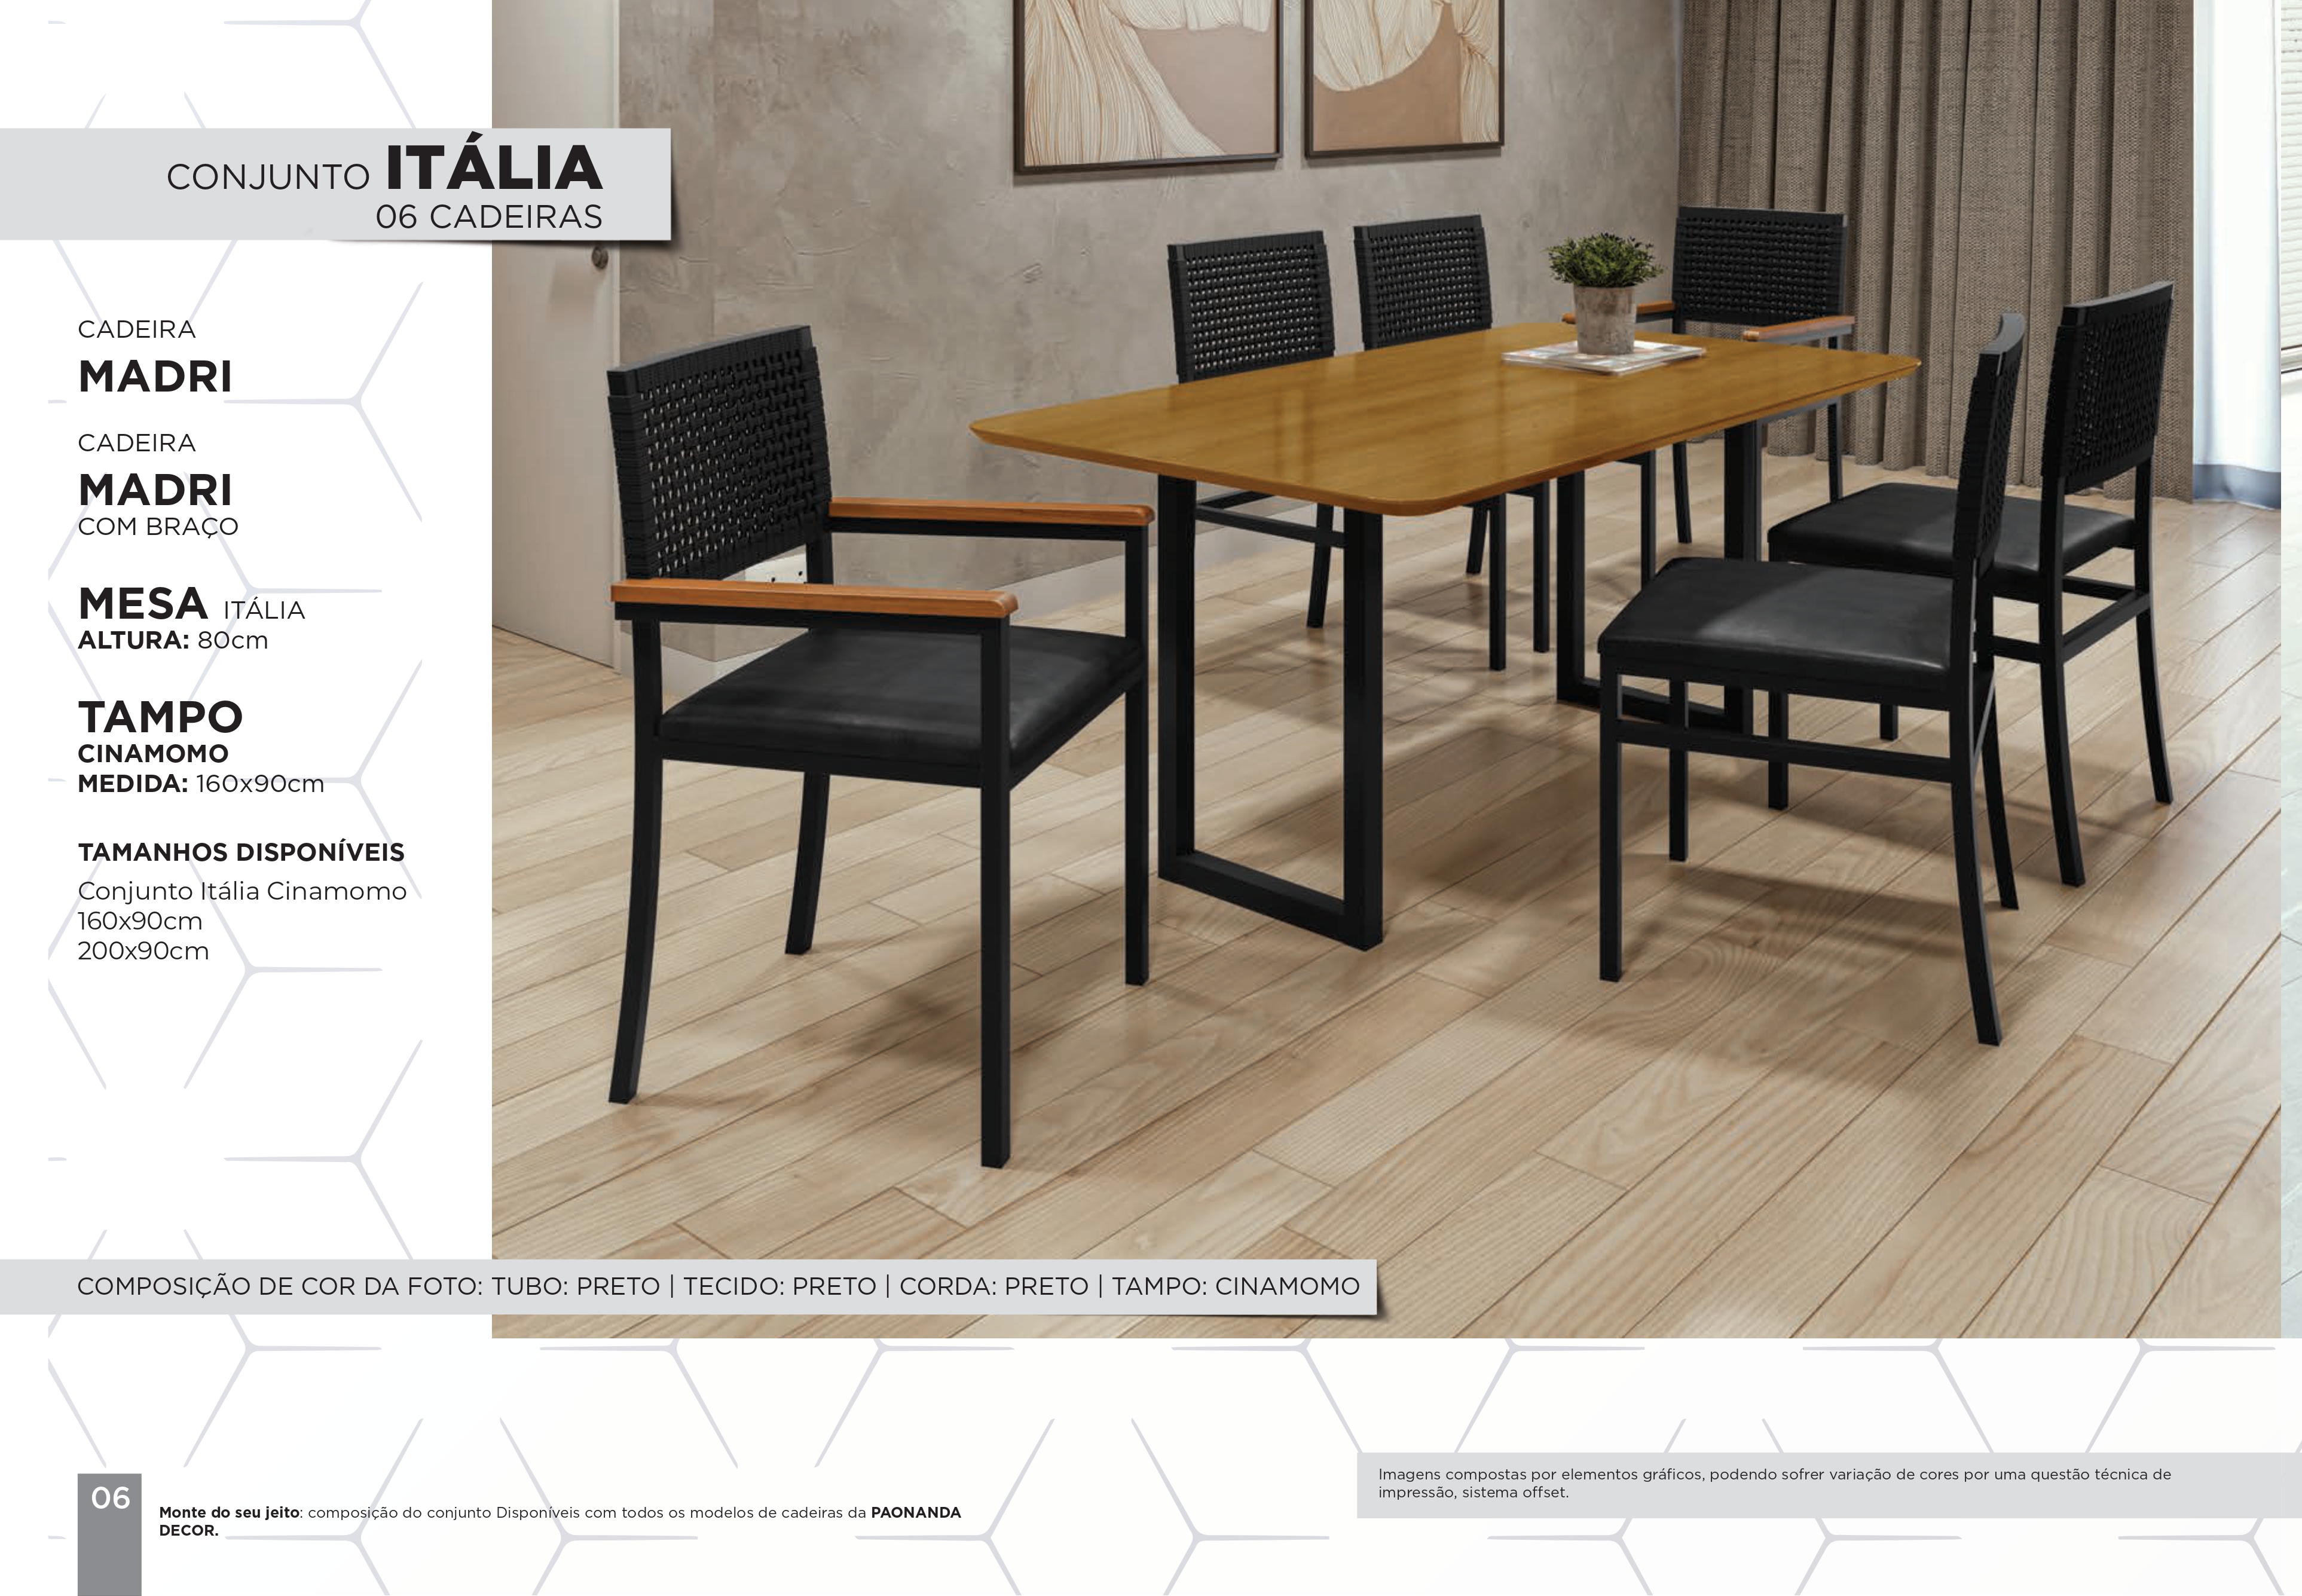 CONJUNTO ITÁLIA
06 CADEIRAS
CADEIRA
MADRI
CADEIRA
MADRI
COM BRAÇO
MESA ITÁLIA
ALTURA: 80cm
TAMPO
CINAMOMO
MEDIDA: 160x90cm
TAMANHOS DISPONÍVEIS
Conjunto Itália Cinamomo
160x90cm
200x90cm
COMPOSIÇÃO DE COR DA FOTO: TUBO: PRETO | TECIDO: PRETO | CORDA: PRETO | TAMPO: CINAMOMO
Imagens compostas por elementos gráficos, podendo sofrer variação de cores por uma questão técnica de
impressão, sistema offset.
06
Monte do seu jeito: composição do conjunto Disponíveis com todos os modelos de cadeiras da PAONANDA
DECOR.